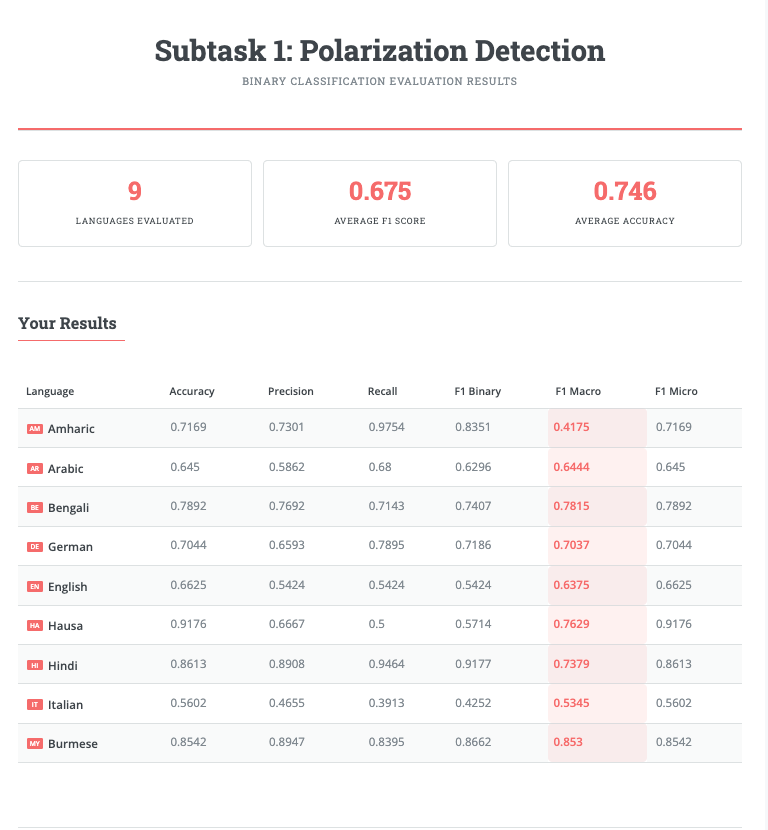 Subtask 1: Polarization Detection
BINARY CLASSIFICATION EVALUATION RESULTS
9 0.675 0.746
LANGUAGES EVALUATED AVERAGE F1 SCORE AVERAGE ACCURACY
Your Results
Language Accuracy Precision Recall F1 Binary F1 Macro F1 Micro
AM Amharic 0.7169 0.7301 0.9754 0.8351 0.4175 0.7169
AR Arabic 0.645 0.5862 0.68 0.6296 0.6444 0.645
BE Bengali 0.7892 0.7692 0.7143 0.7407 0.7815 0.7892
DE German 0.7044 0.6593 0.7895 0.7186 0.7037 0.7044
EN English 0.6625 0.5424 0.5424 0.5424 0.6375 0.6625
HA Hausa 0.9176 0.6667 0.5 0.5714 0.7629 0.9176
HI Hindi 0.8613 0.8908 0.9464 0.9177 0.7379 0.8613
IT Italian 0.5602 0.4655 0.3913 0.4252 0.5345 0.5602
MY Burmese 0.8542 0.8947 0.8395 0.8662 0.853 0.8542